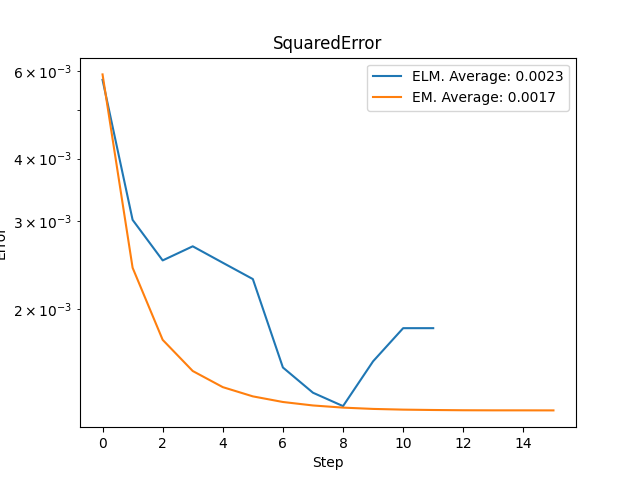 SquaredError
ELM. Average: 0.0023
EM. Average: 0.0017
6 × 10⁻³
4 × 10⁻³
3 × 10⁻³
2 × 10⁻³
Error
0 2 4 6 8 10 12 14
Step